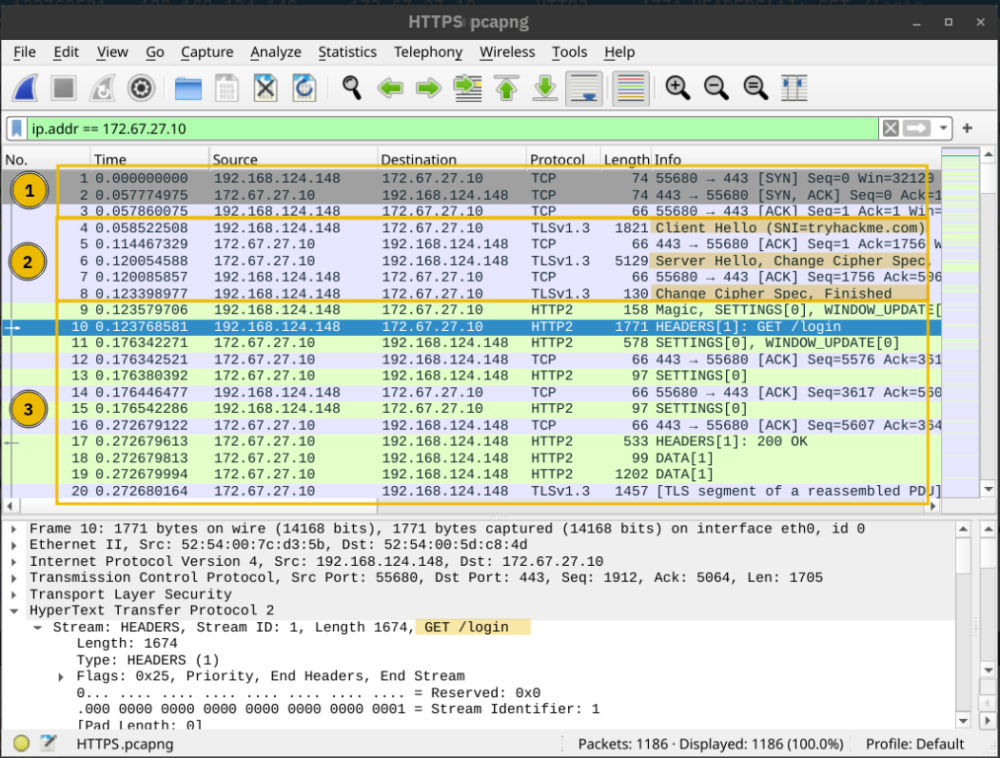 HTTPS pcapng
File Edit View Go Capture Analyze Statistics Telephony Wireless Tools Help
ip.addr == 172.67.27.10
No. Time Source Destination Protocol Length Info
1
1 0.000000000 192.168.124.148 172.67.27.10 TCP 74 55680 → 443 [SYN] Seq=0 Win=32120
2 0.057774975 172.67.27.10 192.168.124.148 TCP 74 443 → 55680 [SYN, ACK] Seq=0 Ack=1
3 0.057860075 192.168.124.148 172.67.27.10 TCP 66 55680 → 443 [ACK] Seq=1 Ack=1 Win=
2
4 0.058522508 192.168.124.148 172.67.27.10 TLSv1.3 1821 Client Hello (SNI=tryhackme.com)
5 0.114467329 172.67.27.10 192.168.124.148 TCP 66 443 → 55680 [ACK] Seq=1 Ack=1756 W
6 0.120054588 172.67.27.10 192.168.124.148 TLSv1.3 5129 Server Hello, Change Cipher Spec,
7 0.120085857 192.168.124.148 172.67.27.10 TCP 66 55680 → 443 [ACK] Seq=1756 Ack=506
8 0.123398977 192.168.124.148 172.67.27.10 TLSv1.3 130 Change Cipher Spec, Finished
3
9 0.123579706 192.168.124.148 172.67.27.10 HTTP2 158 Magic, SETTINGS[0], WINDOW_UPDATE[
10 0.123768581 192.168.124.148 172.67.27.10 HTTP2 1771 HEADERS[1]: GET /login
11 0.176342271 172.67.27.10 192.168.124.148 HTTP2 578 SETTINGS[0], WINDOW_UPDATE[0]
12 0.176342521 172.67.27.10 192.168.124.148 TCP 66 443 → 55680 [ACK] Seq=5576 Ack=361
13 0.176380392 172.67.27.10 192.168.124.148 HTTP2 97 SETTINGS[0]
14 0.176446477 192.168.124.148 172.67.27.10 TCP 66 55680 → 443 [ACK] Seq=3617 Ack=560
15 0.176542286 192.168.124.148 172.67.27.10 HTTP2 97 SETTINGS[0]
16 0.272679122 172.67.27.10 192.168.124.148 TCP 66 443 → 55680 [ACK] Seq=5607 Ack=364
17 0.272679613 172.67.27.10 192.168.124.148 HTTP2 533 HEADERS[1]: 200 OK
18 0.272679813 172.67.27.10 192.168.124.148 HTTP2 99 DATA[1]
19 0.272679994 172.67.27.10 192.168.124.148 HTTP2 1202 DATA[1]
20 0.272680164 172.67.27.10 192.168.124.148 TLSv1.3 1457 [TLS segment of a reassembled PDU]
Frame 10: 1771 bytes on wire (14168 bits), 1771 bytes captured (14168 bits) on interface eth0, id 0
Ethernet II, Src: 52:54:00:7c:d3:5b, Dst: 52:54:00:5d:c8:4d
Internet Protocol Version 4, Src: 192.168.124.148, Dst: 172.67.27.10
Transmission Control Protocol, Src Port: 55680, Dst Port: 443, Seq: 1912, Ack: 5064, Len: 1705
Transport Layer Security
HyperText Transfer Protocol 2
Stream: HEADERS, Stream ID: 1, Length 1674, GET /login
Length: 1674
Type: HEADERS (1)
Flags: 0x25, Priority, End Headers, End Stream
0... .... .... .... .... .... .... .... = Reserved: 0x0
.000 0000 0000 0000 0000 0000 0000 0001 = Stream Identifier: 1
[Pad Length: 0]
HTTPS.pcapng Packets: 1186 · Displayed: 1186 (100.0%) Profile: Default